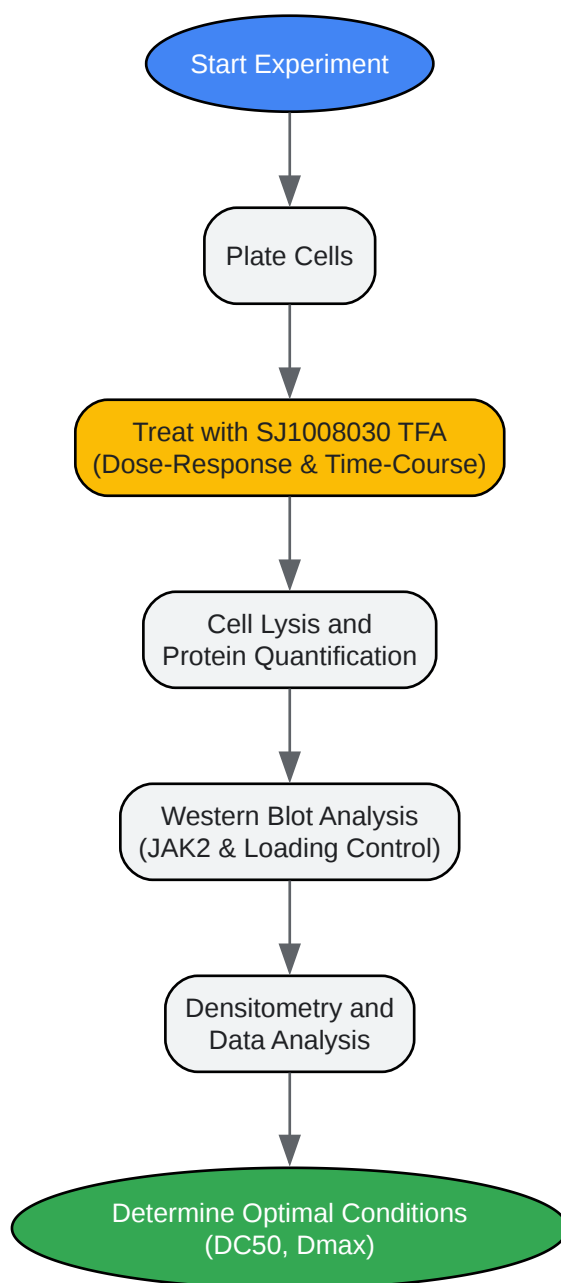 Start Experiment
Plate Cells
Treat with SJ1008030 TFA
(Dose-Response & Time-Course)
Cell Lysis and
Protein Quantification
Western Blot Analysis
(JAK2 & Loading Control)
Densitometry and
Data Analysis
Determine Optimal Conditions
(DC50, Dmax)